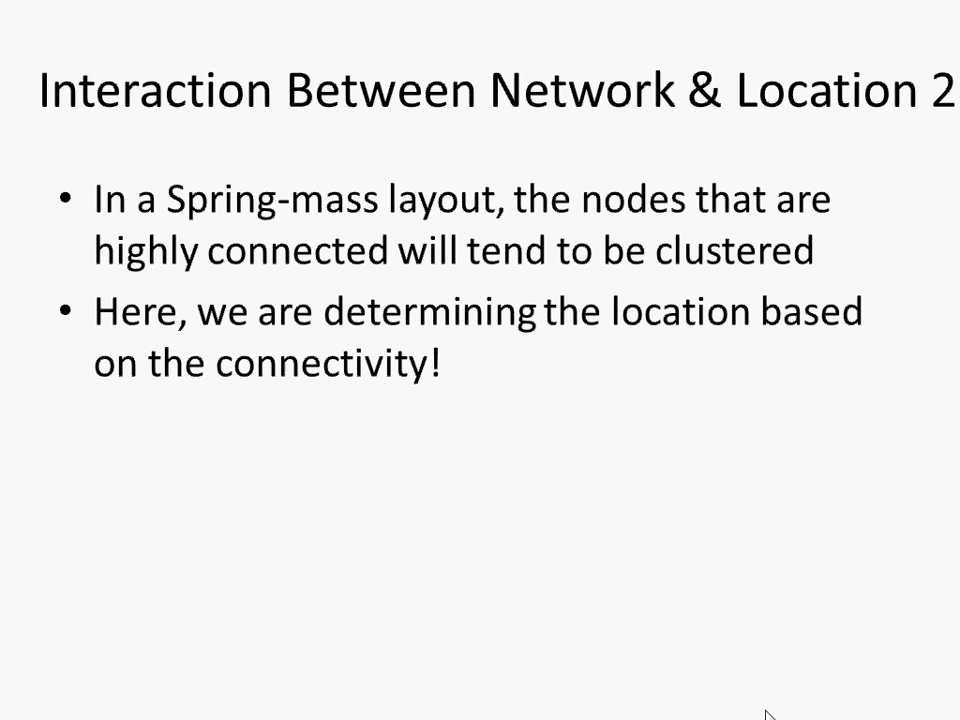 Interaction Between Network & Location 2
• In a Spring-mass layout, the nodes that are
highly connected will tend to be clustered
• Here, we are determining the location based
on the connectivity!